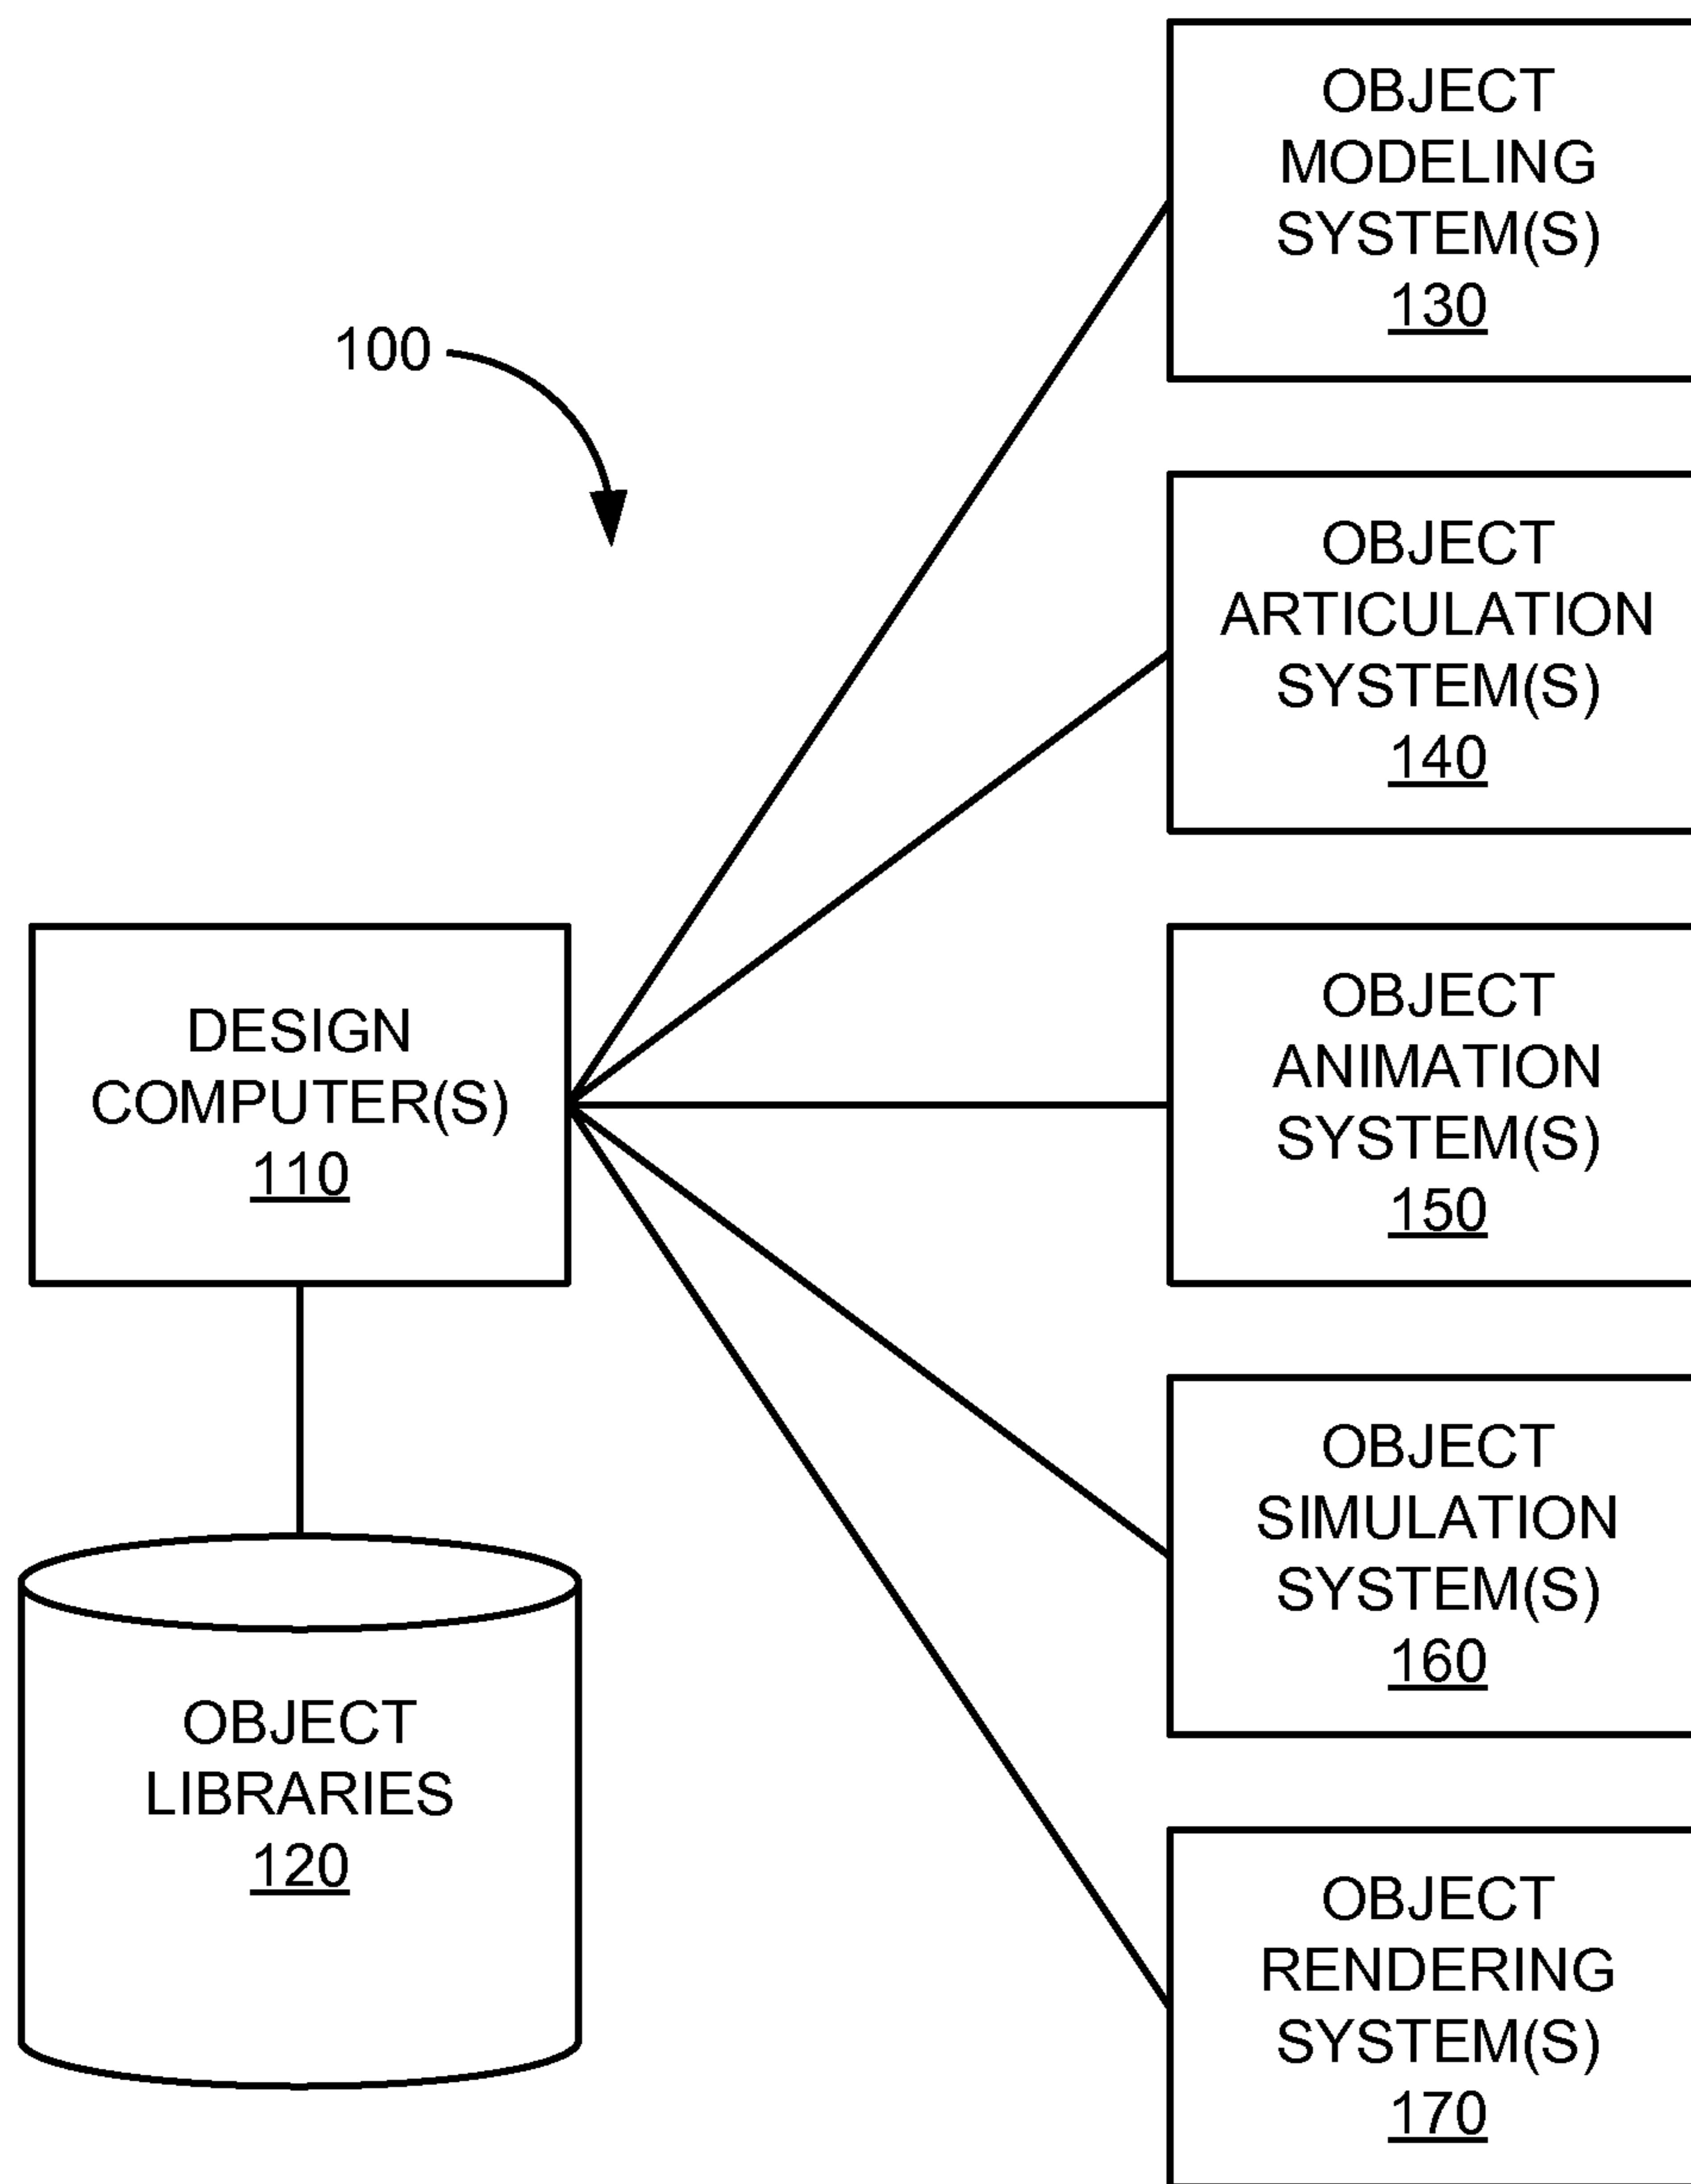 OBJECT
MODELING
SYSTEM(S)
130
100
OBJECT
ARTICULATION
SYSTEM(S)
140
DESIGN
COMPUTER(S)
110
OBJECT
ANIMATION
SYSTEM(S)
150
OBJECT
SIMULATION
SYSTEM(S)
160
OBJECT
LIBRARIES
120
OBJECT
RENDERING
SYSTEM(S)
170